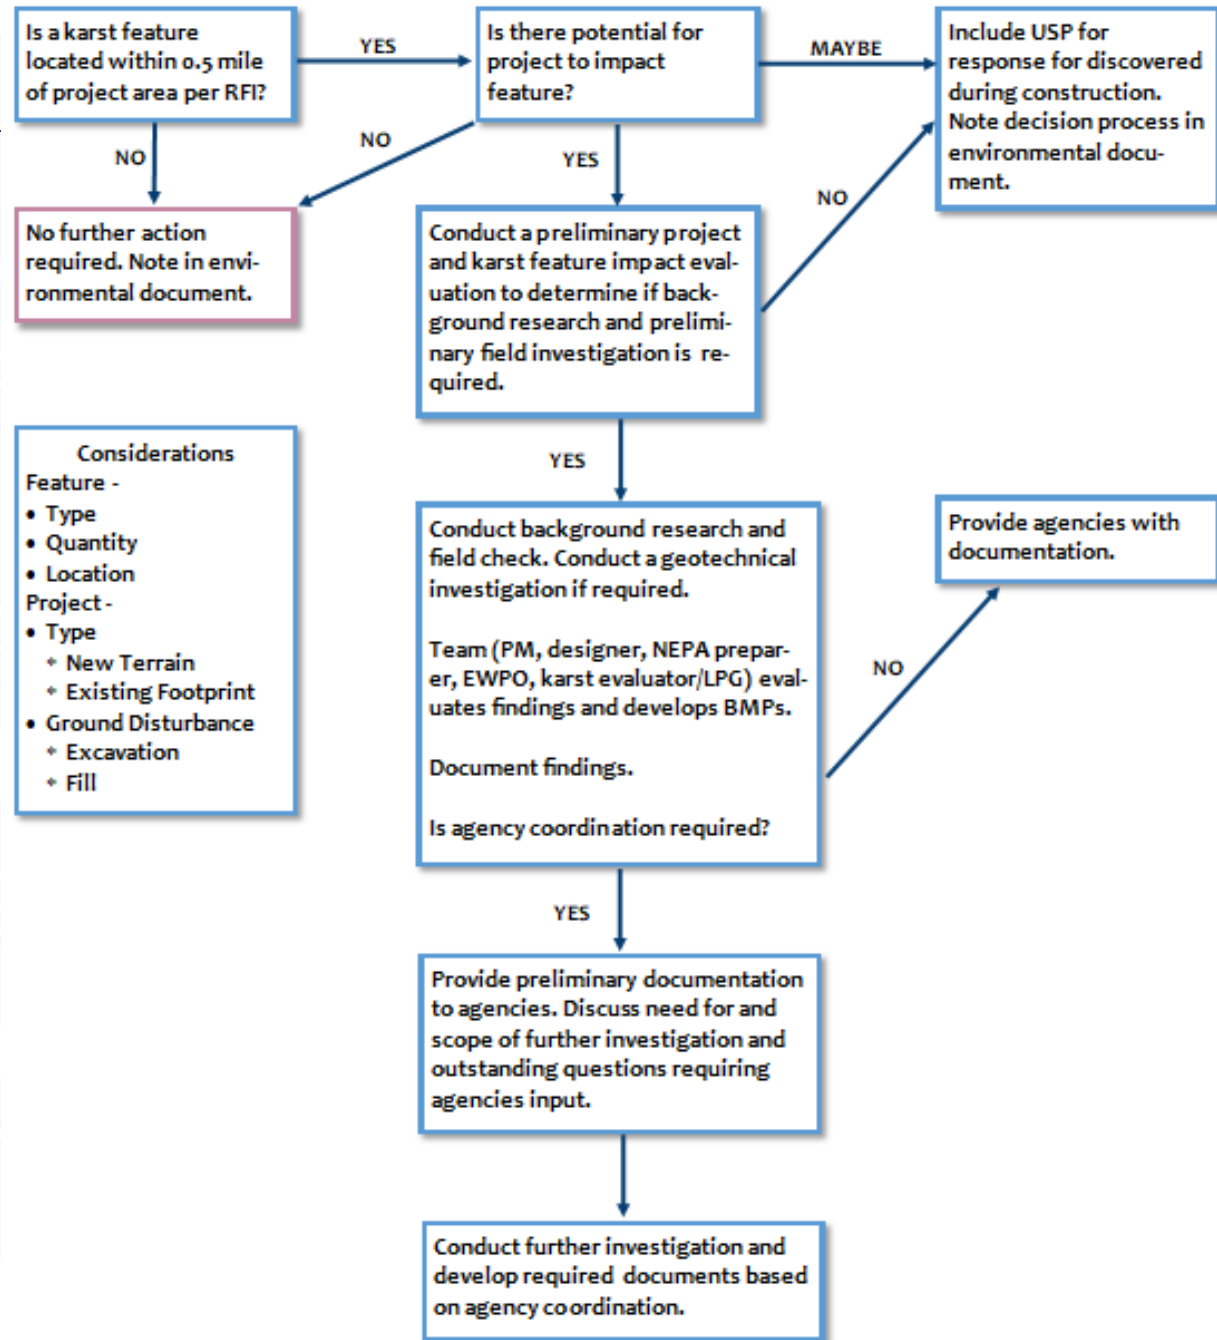 Is a karst feature
located within 0.5 mile
of project area per RFI?
YES
Is there potential for
project to impact
feature?
MAYBE
Include USP for
response for discovered
during construction.
Note decision process in
environmental docu-
ment.
NO
NO
YES
NO
No further action
required. Note in envi-
ronmental document.
Conduct a preliminary project
and karst feature impact eval-
uation to determine if back-
ground research and prelimi-
nary field investigation is re-
quired.
YES
Considerations
Feature -
• Type
• Quantity
• Location
Project -
• Type
* New Terrain
* Existing Footprint
• Ground Disturbance
* Excavation
* Fill
Conduct background research and
field check. Conduct a geotechnical
investigation if required.
Team (PM, designer, NEPA prepar-
er, EWPO, karst evaluator/LPG) eval-
uates findings and develops BMPs.
Document findings.
Is agency coordination required?
NO
Provide agencies with
documentation.
YES
Provide preliminary documentation
to agencies. Discuss need for and
scope of further investigation and
outstanding questions requiring
agencies input.
Conduct further investigation and
develop required documents based
on agency coordination.